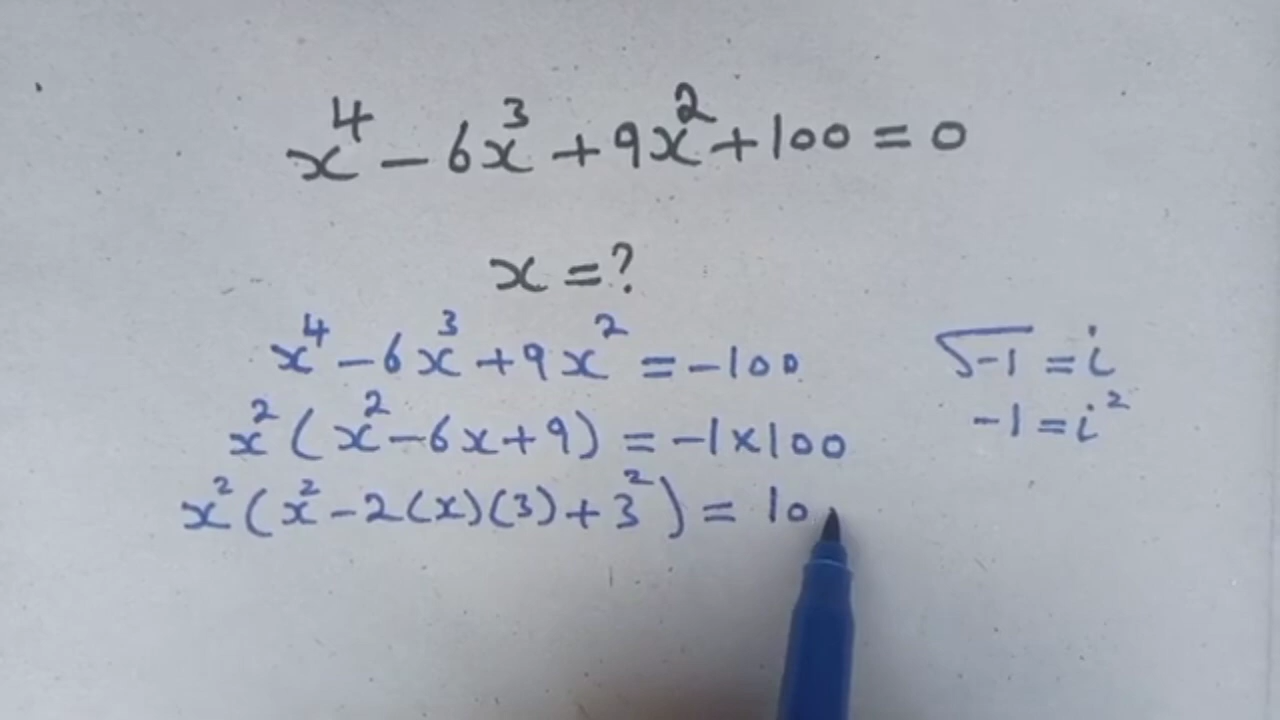 x⁴ - 6x³ + 9x² + 100 = 0
x = ?
x⁴ - 6x³ + 9x² = -100
√-1 = i
x² (x² - 6x + 9) = -1 × 100
-1 = i²
x² (x² - 2(x)(3) + 3²) = 10